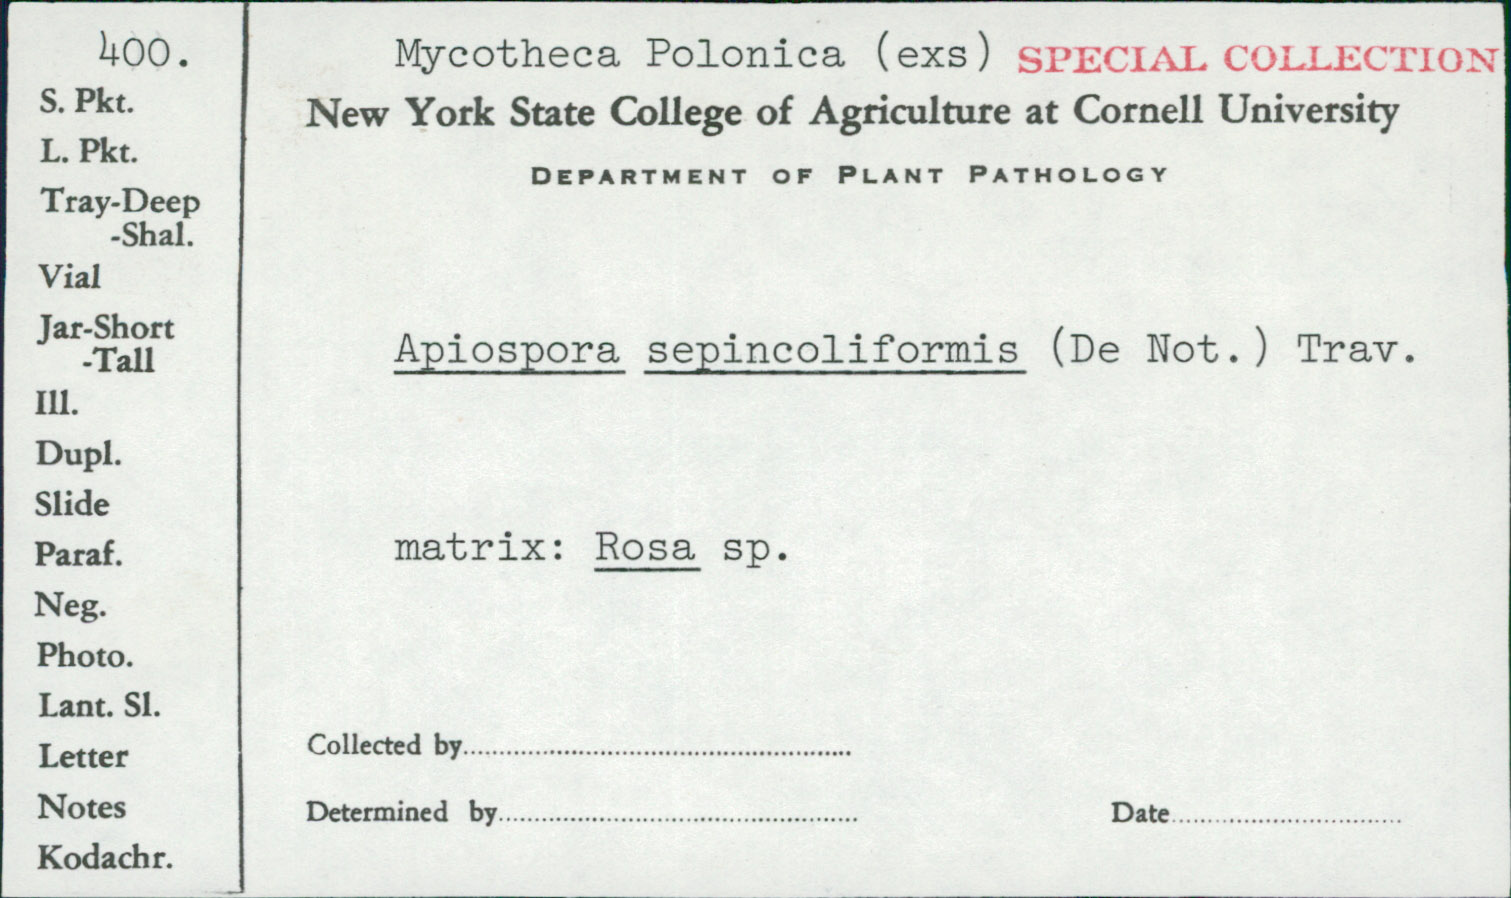 400.
S. Pkt.
L. Pkt.
Tray-Deep
-Shal.
Vial
Jar-Short
-Tall
Ill.
Dupl.
Slide
Paraf.
Neg.
Photo.
Lant. Sl.
Letter
Notes
Kodachr.
Mycotheca Polonica (exs) SPECIAL COLLECTION
New York State College of Agriculture at Cornell University
DEPARTMENT OF PLANT PATHOLOGY
Apiospora sepincoliformis (De Not.) Trav.
matrix: Rosa sp.
Collected by
Determined by
Date